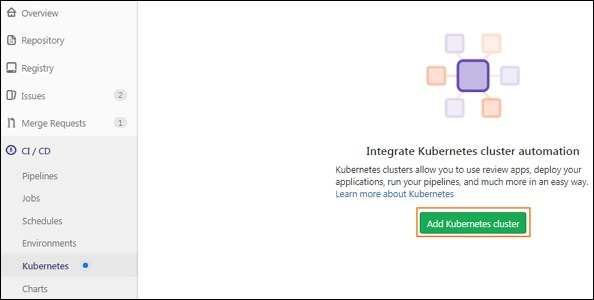 Overview
Repository
Registry
Issues 2
Merge Requests 1
CI / CD
Pipelines
Jobs
Schedules
Environments
Kubernetes
Charts
Integrate Kubernetes cluster automation
Kubernetes clusters allow you to use review apps, deploy your
applications, run your pipelines, and much more in an easy way.
Learn more about Kubernetes
Add Kubernetes cluster